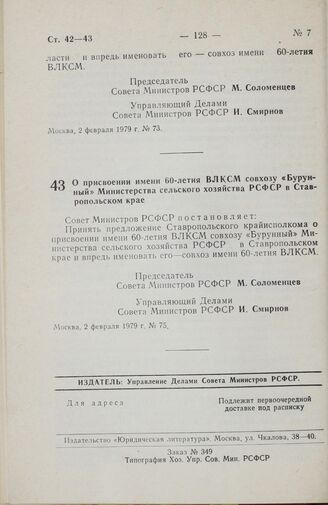 Ст. 42—43 — 128 — № 7
ласти и впредь именовать его — совхоз имени 60-летия
ВЛКСМ.
Председатель
Совета Министров РСФСР М. Соломенцев
Управляющий Делами
Совета Министров РСФСР И. Смирнов
Москва, 2 февраля 1979 г. № 73.
43 О присвоении имени 60-летия ВЛКСМ совхозу «Бурун-
ный» Министерства сельского хозяйства РСФСР в Став-
ропольском крае
Совет Министров РСФСР постановляет:
Принять предложение Ставропольского крайисполкома о
присвоении имени 60-летия ВЛКСМ совхозу «Бурунный» Ми-
нистерства сельского хозяйства РСФСР в Ставропольском
крае и впредь именовать его—совхоз имени 60-летия ВЛКСМ.
Председатель
Совета Министров РСФСР М. Соломенцев
Управляющий Делами
Совета Министров РСФСР И. Смирнов
Москва, 2 февраля 1979 г. № 75.
ИЗДАТЕЛЬ: Управление Делами Совета Министров РСФСР.
Для адреса
Подлежит первоочередной
доставке под расписку
Издательство «Юридическая литература». Москва, ул. Чкалова, 38—40.
Заказ № 349
Типография Хоз. Упр. Сов. Мин. РСФСР